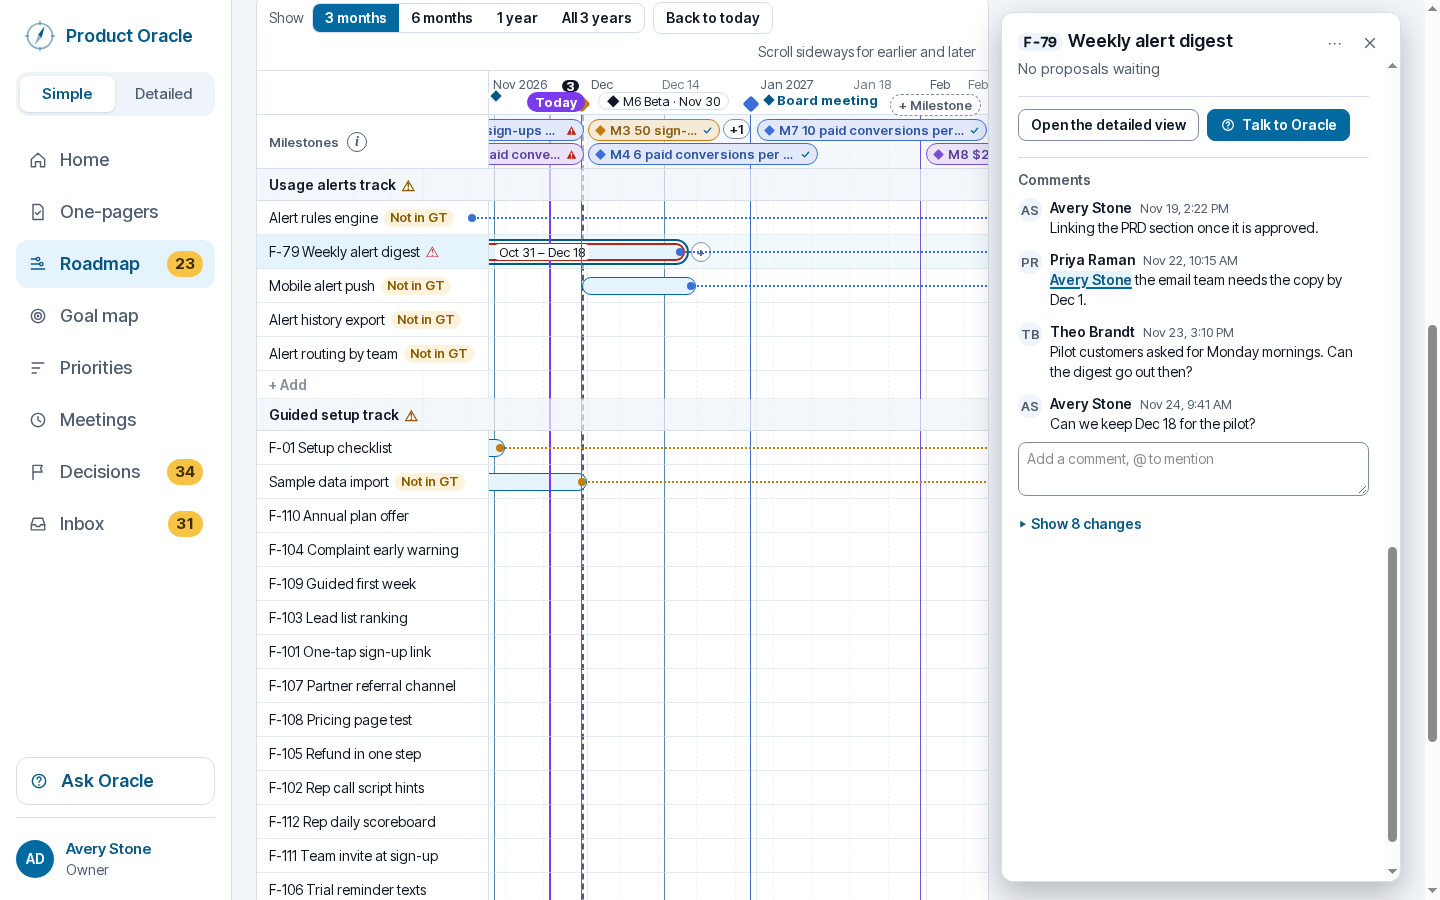 Product Oracle
Simple
Detailed
Home
One-pagers
Roadmap
23
Goal map
Priorities
Meetings
Decisions
34
Inbox
31
Ask Oracle
AD
Avery Stone
Owner
Show
3 months
6 months
1 year
All 3 years
Back to today
Scroll sideways for earlier and later
Nov 2026
3
Dec
Dec 14
Jan 2027
Jan 18
Feb
Feb
Today
M6 Beta · Nov 30
Board meeting
+ Milestone
Milestones
i
sign-ups ...
M3 50 sign-...
+1
M7 10 paid conversions per...
paid conve...
M4 6 paid conversions per ...
M8 $2
Usage alerts track
Alert rules engine
Not in GT
F-79 Weekly alert digest
Oct 31 – Dec 18
+
Mobile alert push
Not in GT
Alert history export
Not in GT
Alert routing by team
Not in GT
+ Add
Guided setup track
F-01 Setup checklist
Sample data import
Not in GT
F-110 Annual plan offer
F-104 Complaint early warning
F-109 Guided first week
F-103 Lead list ranking
F-101 One-tap sign-up link
F-107 Partner referral channel
F-108 Pricing page test
F-105 Refund in one step
F-102 Rep call script hints
F-112 Rep daily scoreboard
F-111 Team invite at sign-up
F-106 Trial reminder texts
F-79
Weekly alert digest
...
No proposals waiting
Open the detailed view
Talk to Oracle
Comments
AS
Avery Stone Nov 19, 2:22 PM
Linking the PRD section once it is approved.
PR
Priya Raman Nov 22, 10:15 AM
Avery Stone the email team needs the copy by
Dec 1.
TB
Theo Brandt Nov 23, 3:10 PM
Pilot customers asked for Monday mornings. Can
the digest go out then?
AS
Avery Stone Nov 24, 9:41 AM
Can we keep Dec 18 for the pilot?
Add a comment, @ to mention
Show 8 changes